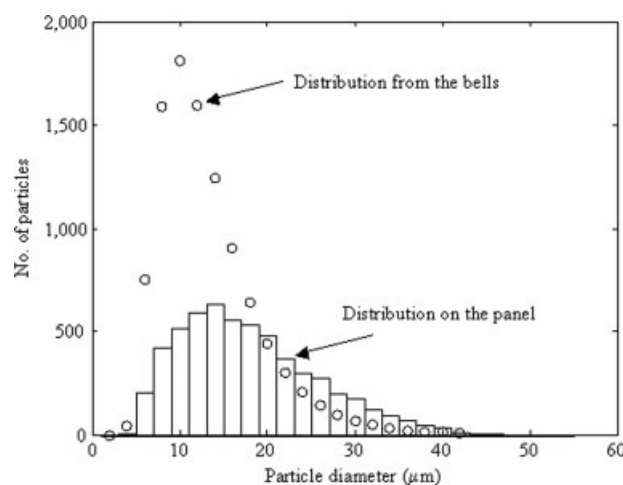 2,000
1,500
1,000
500
0
No. of particles
Distribution from the bells
Distribution on the panel
0 10 20 30 40 50 60
Particle diameter (μm)